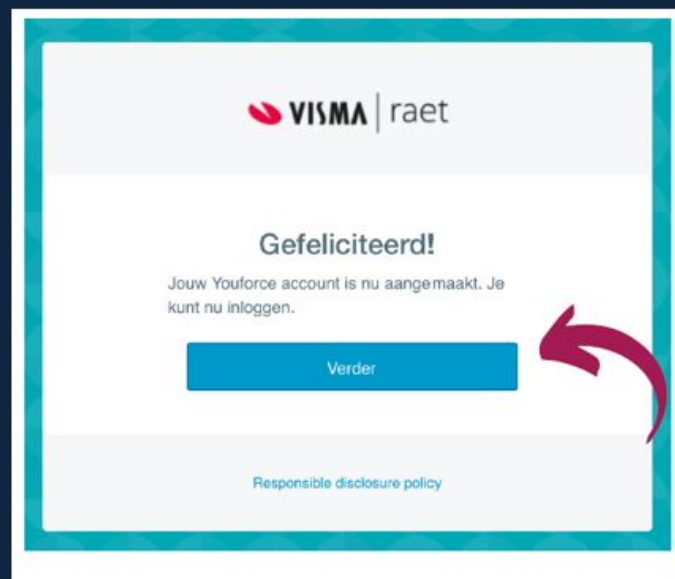 VISMA | raet
Gefeliciteerd!
Jouw Youforce account is nu aangemaakt. Je
kunt nu inloggen.
Verder
Responsible disclosure policy